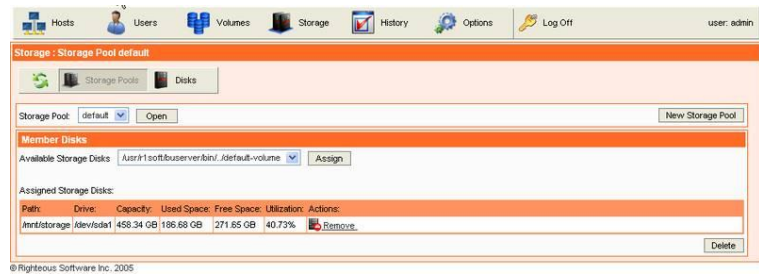 Hosts Users Volumes Storage History Options Log Off user: admin
Storage : Storage Pool default
Storage Pools Disks
Storage Pool: default Open New Storage Pool
Member Disks
Available Storage Disks /usr/r1soft/buserver/bin/../default-volume Assign
Assigned Storage Disks:
Path: Drive: Capacity: Used Space: Free Space: Utilization: Actions:
/mnt/storage /dev/sda1 458.34 GB 186.68 GB 271.65 GB 40.73% Remove
Delete
© Righteous Software Inc. 2005